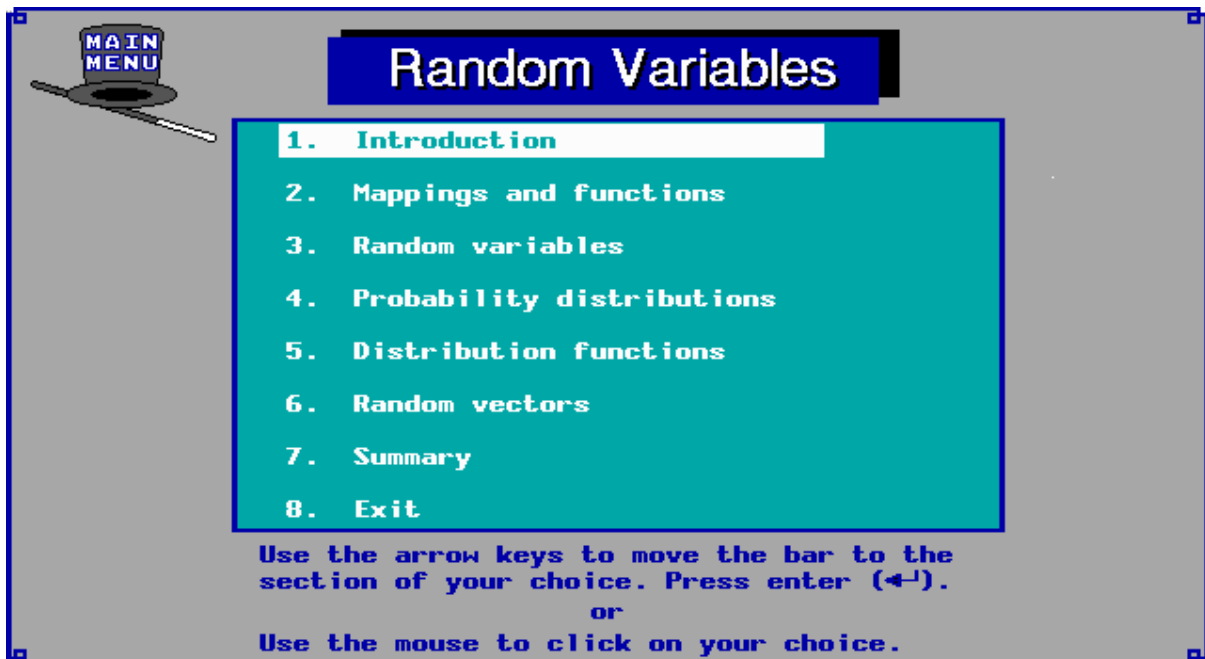 MAIN
MENU
Random Variables
1. Introduction
2. Mappings and functions
3. Random variables
4. Probability distributions
5. Distribution functions
6. Random vectors
7. Summary
8. Exit
Use the arrow keys to move the bar to the
section of your choice. Press enter (◄┘).
or
Use the mouse to click on your choice.